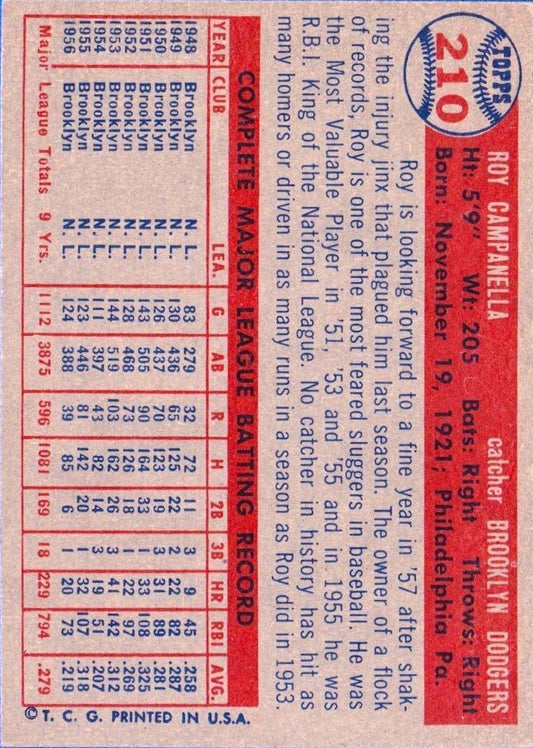 TOPPS
210
ROY CAMPANELLA catcher BROOKLYN DODGERS
Ht: 5'9" Wt: 205 Bats: Right Throws: Right
Born: November 19, 1921; Philadelphia, Pa.
Roy is looking forward to a fine year in '57 after shak-
ing the injury jinx that plagued him last season. The owner of a flock
of records, Roy is one of the most feared sluggers in baseball. He was
the Most Valuable Player in '51, '53 and '55 and in 1955 he was
R.B.I. King of the National League. No catcher in history has hit as
many homers or driven in as many runs in a season as Roy did in 1953.
COMPLETE MAJOR LEAGUE BATTING RECORD
YEAR CLUB LEA. G AB R H 2B 3B HR RBI AVG.
1948 Brooklyn N. L. 83 279 32 72 11 3 9 45 .258
1949 Brooklyn N. L. 130 436 65 125 22 2 22 82 .287
1950 Brooklyn N. L. 126 437 70 123 19 3 31 89 .281
1951 Brooklyn N. L. 143 505 90 164 33 1 33 108 .325
1952 Brooklyn N. L. 128 468 73 126 18 1 22 97 .269
1953 Brooklyn N. L. 144 519 103 162 26 3 41 142 .312
1954 Brooklyn N. L. 111 397 43 82 14 3 19 51 .207
1955 Brooklyn N. L. 123 446 81 142 20 1 32 107 .318
1956 Brooklyn N. L. 124 388 39 85 6 1 20 73 .219
Major League Totals 9 Yrs. 1112 3875 596 1081 169 18 229 794 .279
© T. C. G. PRINTED IN U.S.A.